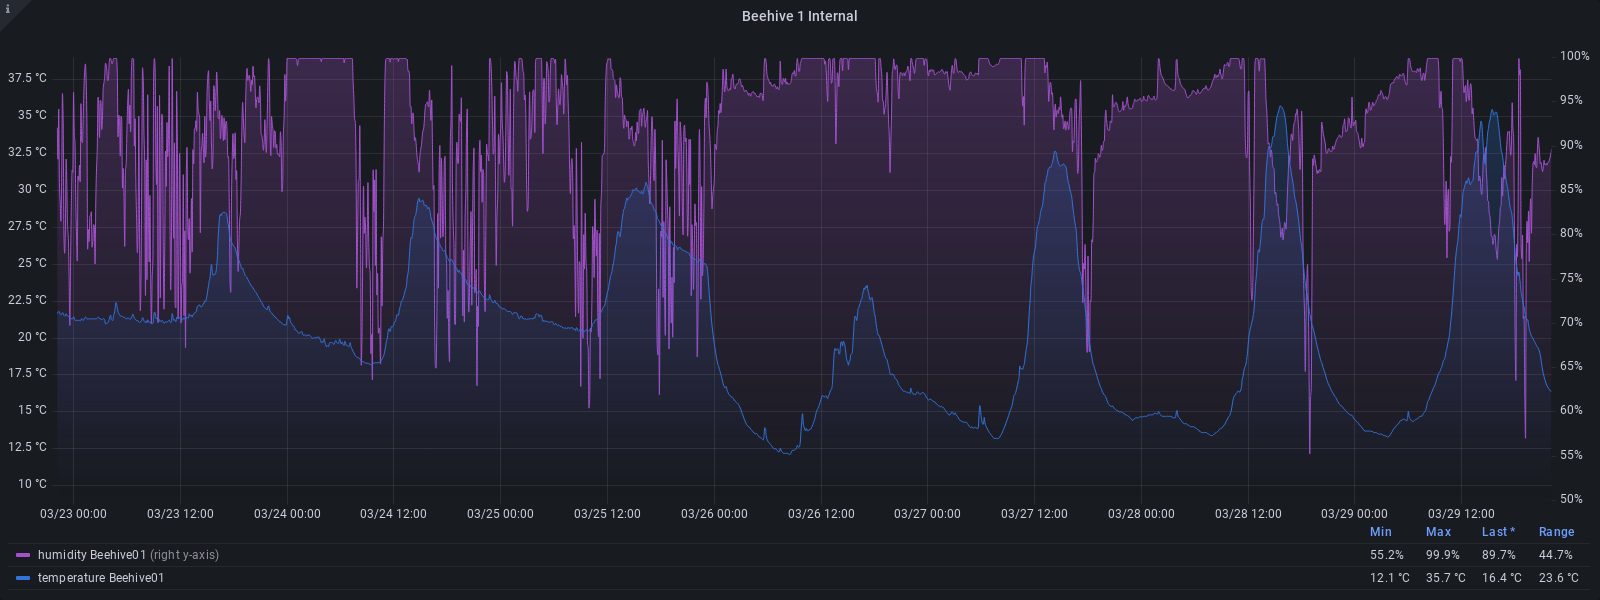 i
Beehive 1 Internal
37.5 °C
35 °C
32.5 °C
30 °C
27.5 °C
25 °C
22.5 °C
20 °C
17.5 °C
15 °C
12.5 °C
10 °C
100%
95%
90%
85%
80%
75%
70%
65%
60%
55%
50%
03/23 00:00 03/23 12:00 03/24 00:00 03/24 12:00 03/25 00:00 03/25 12:00 03/26 00:00 03/26 12:00 03/27 00:00 03/27 12:00 03/28 00:00 03/28 12:00 03/29 00:00 03/29 12:00
Min Max Last * Range
humidity Beehive01 (right y-axis) 55.2% 99.9% 89.7% 44.7%
temperature Beehive01 12.1 °C 35.7 °C 16.4 °C 23.6 °C